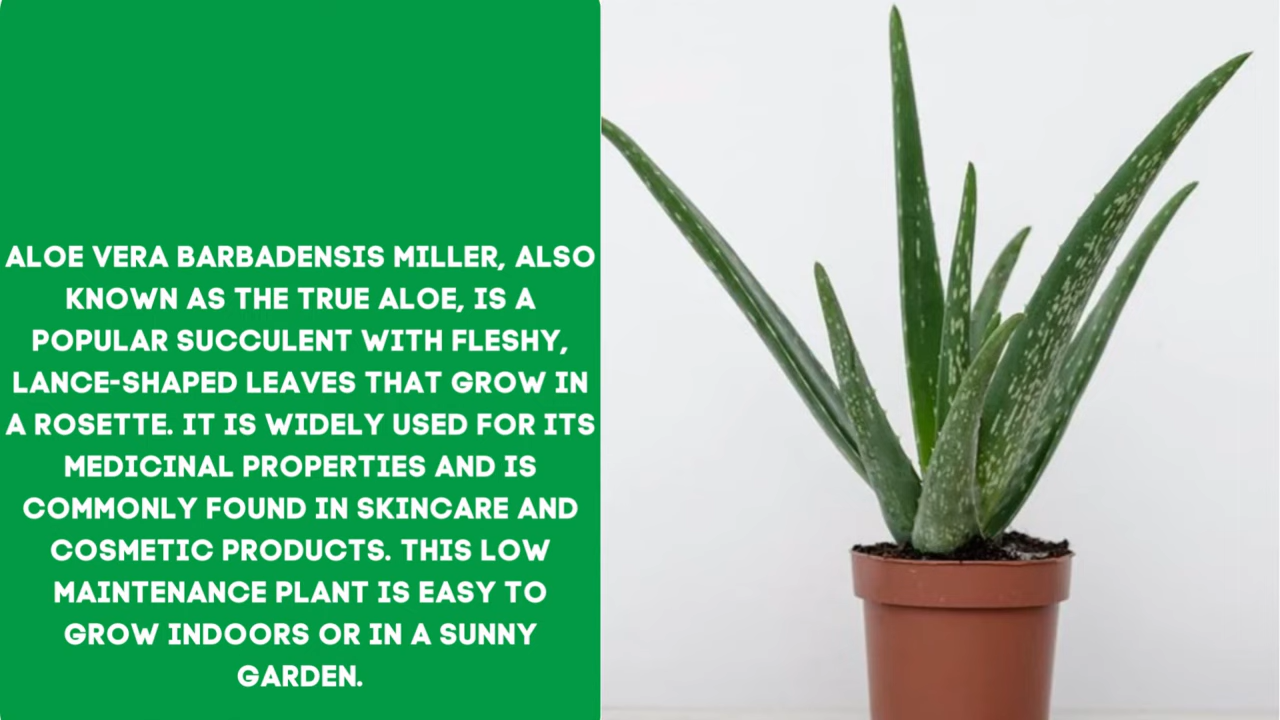 ALOE VERA BARBADENSIS MILLER, ALSO
KNOWN AS THE TRUE ALOE, IS A
POPULAR SUCCULENT WITH FLESHY,
LANCE-SHAPED LEAVES THAT GROW IN
A ROSETTE. IT IS WIDELY USED FOR ITS
MEDICINAL PROPERTIES AND IS
COMMONLY FOUND IN SKINCARE AND
COSMETIC PRODUCTS. THIS LOW
MAINTENANCE PLANT IS EASY TO
GROW INDOORS OR IN A SUNNY
GARDEN.